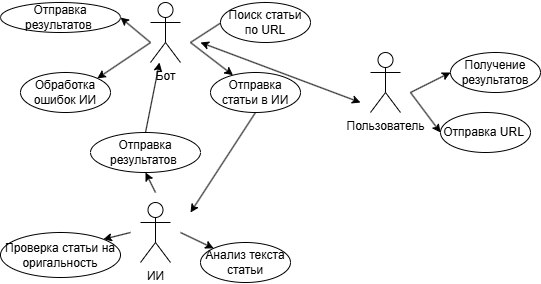 Отправка
результатов
Поиск статьи
по URL
Бот
Обработка
ошибок ИИ
Отправка
статьи в ИИ
Получение
результатов
Пользователь
Отправка URL
Отправка
результатов
Проверка статьи на
оригальность
ИИ
Анализ текста
статьи